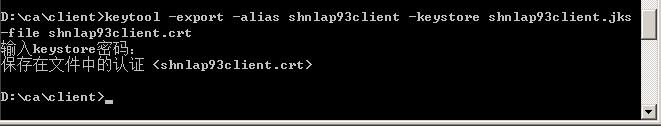 D:\ca\client>keytool -export -alias shnlap93client -keystore shnlap93client.jks
-file shnlap93client.crt
输入keystore密码：
保存在文件中的认证 <shnlap93client.crt>
D:\ca\client>_